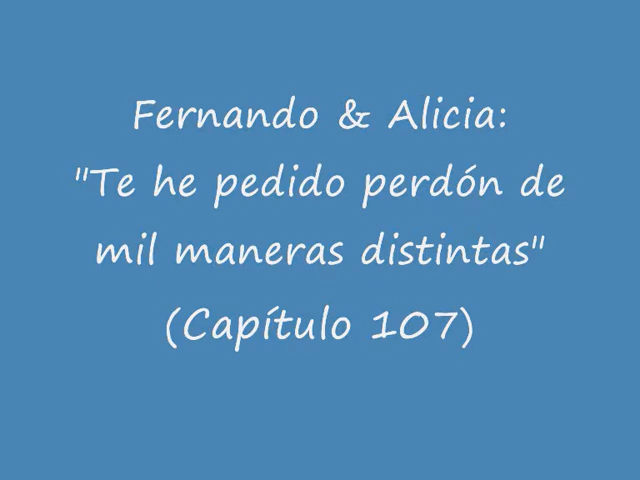 Fernando & Alicia:
"Te he pedido perdón de
mil maneras distintas"
(Capítulo 107)